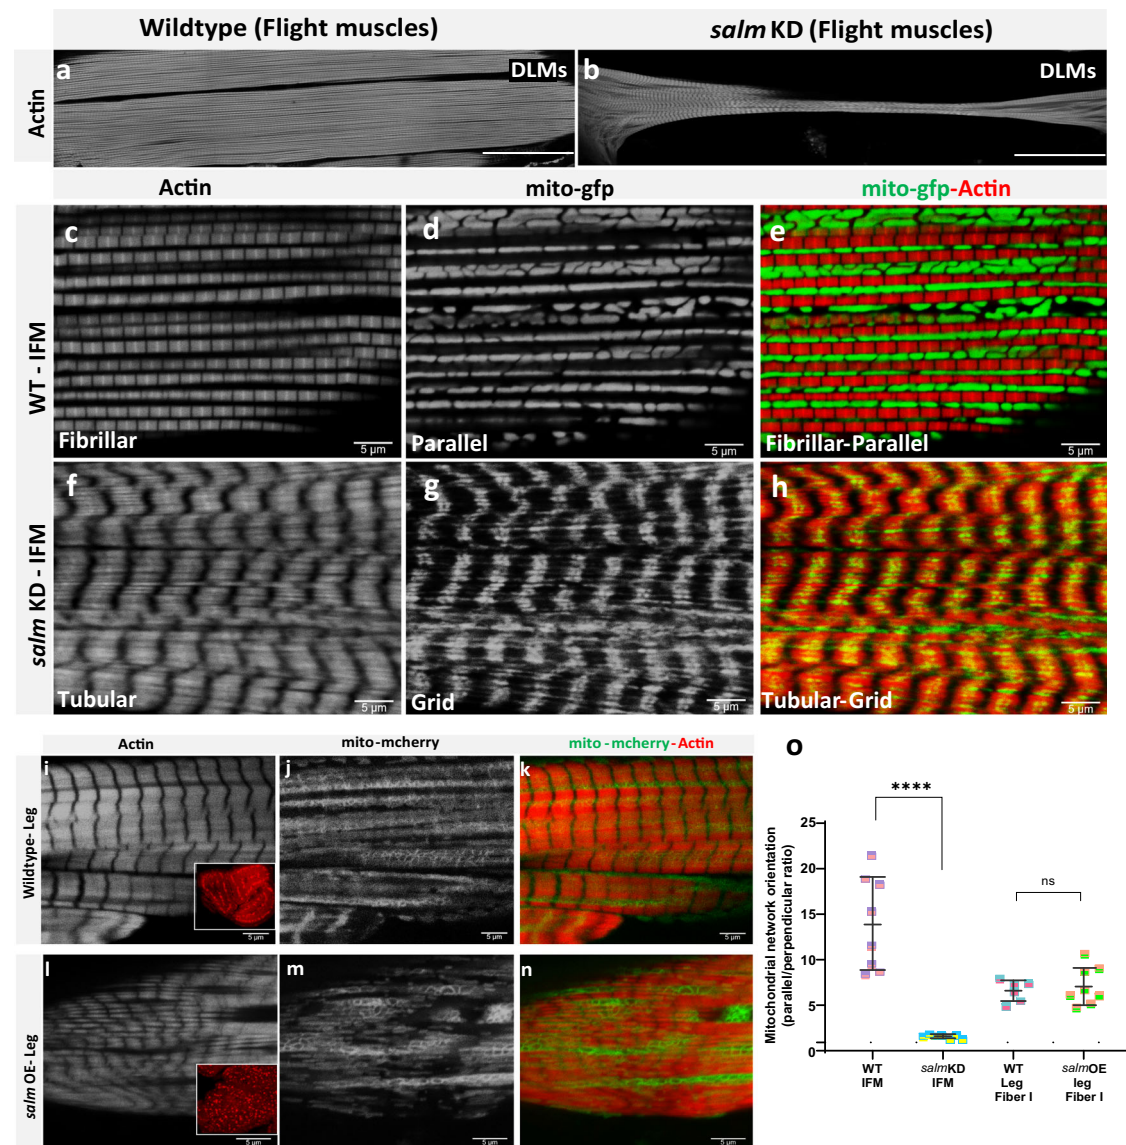 Wildtype (Flight muscles)
salm KD (Flight muscles)
Actin
a
DLMs
b
DLMs
Actin
mito-gfp
mito-gfp-Actin
WT - IFM
c
Fibrillar
5 µm
d
Parallel
5 µm
e
Fibrillar-Parallel
5 µm
salm KD - IFM
f
Tubular
5 µm
g
Grid
5 µm
h
Tubular-Grid
5 µm
Actin
mito-mcherry
mito - mcherry-Actin
Wildtype- Leg
i
5 µm
j
5 µm
k
5 µm
salm OE- Leg
l
5 µm
m
5 µm
n
5 µm
o
****
ns
Mitochondrial network orientation
(parallel/perpendicular ratio)
25
20
15
10
5
0
WT
IFM
salmKD
IFM
WT
Leg
Fiber I
salmOE
leg
Fiber I